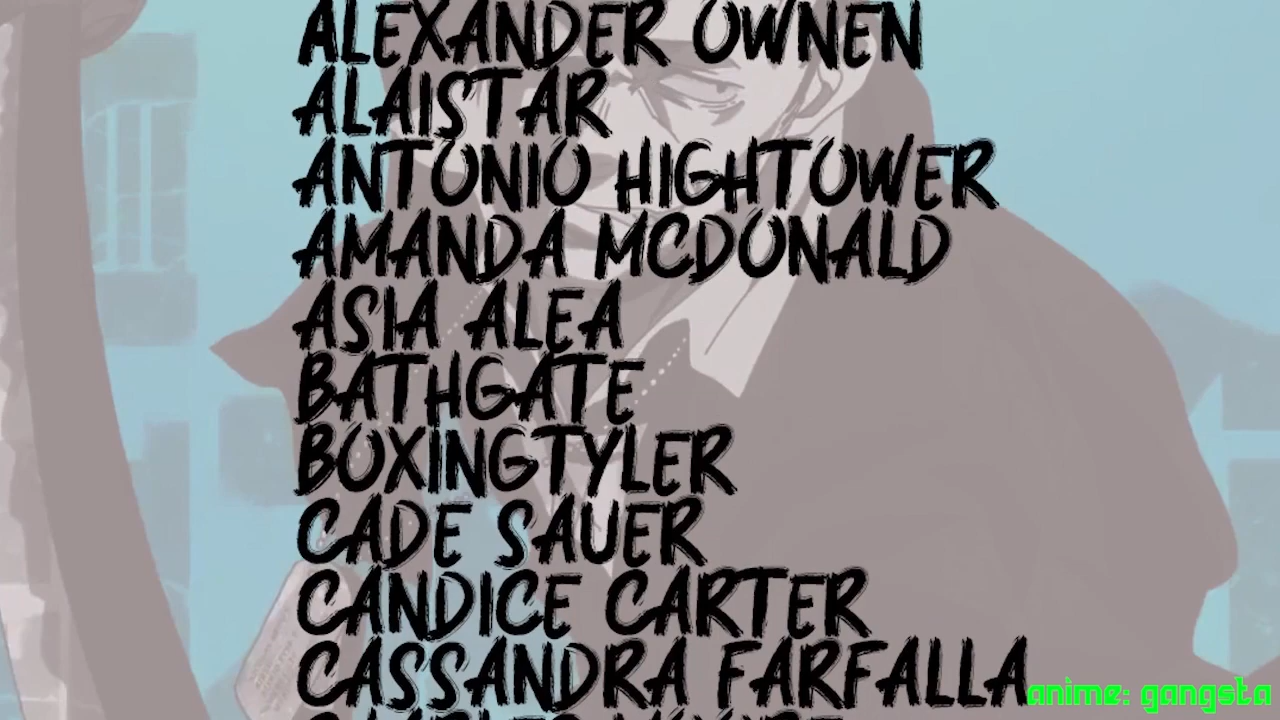 ALEXANDER OWNEN
ALAISTAR
ANTONIO HIGHTOWER
AMANDA MCDONALD
ASIA ALEA
BATHGATE
BOXINGTYLER
CADE SAUER
CANDICE CARTER
CASSANDRA FARFALLA
anime: gangsta